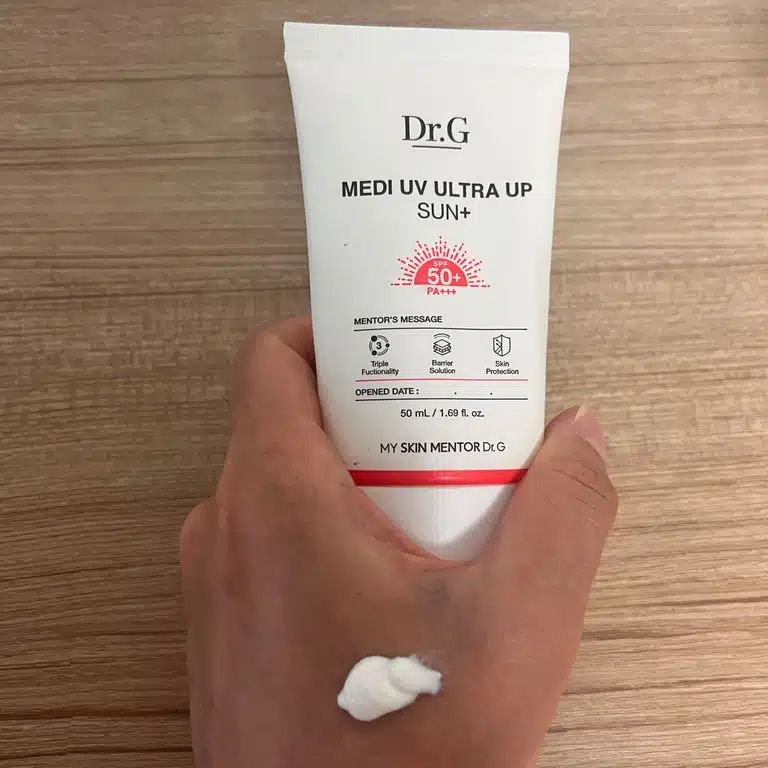 Dr.G
MEDI UV ULTRA UP
SUN+
SPF
50+
PA+++
MENTOR'S MESSAGE
3
Triple
Fuctionality
Barrier
Solution
Skin
Protection
OPENED DATE : . .
50 mL / 1.69 fl. oz.
MY SKIN MENTOR Dr.G